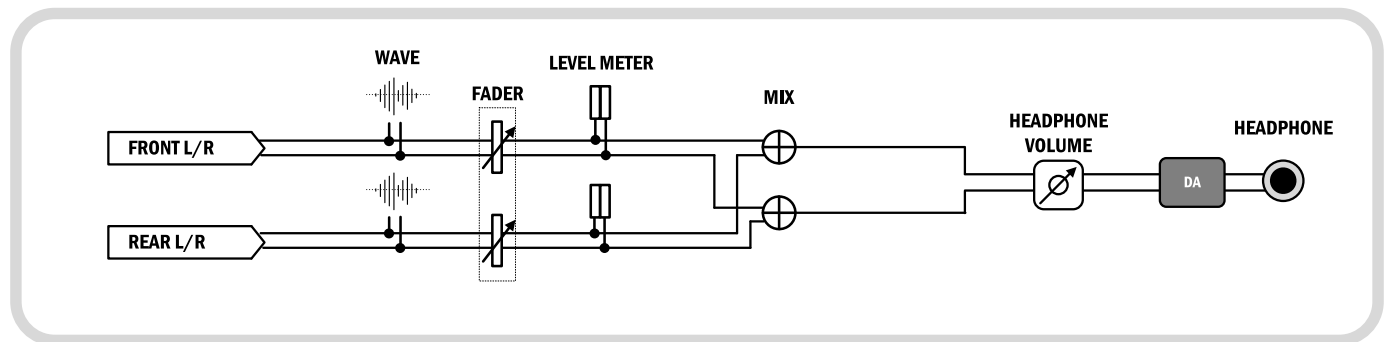 WAVE
LEVEL METER
FADER
MIX
HEADPHONE
VOLUME
HEADPHONE
FRONT L/R
DA
REAR L/R